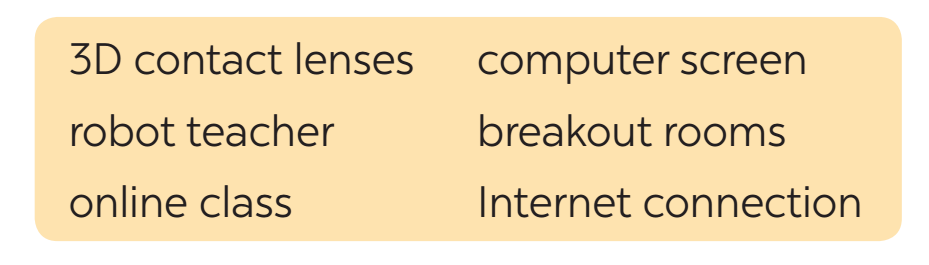 3D contact lenses
computer screen
robot teacher
breakout rooms
online class
Internet connection